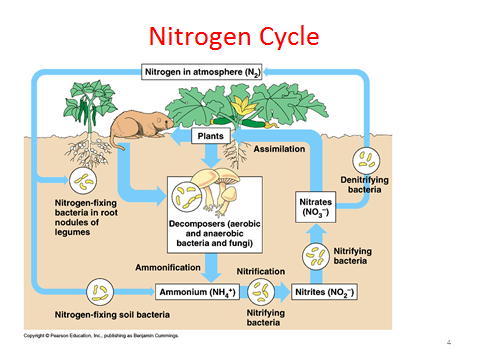 Nitrogen Cycle
Nitrogen in atmosphere (N₂)
Plants
Assimilation
Denitrifying
bacteria
Nitrogen-fixing
bacteria in root
nodules of
legumes
Decomposers (aerobic
and anaerobic
bacteria and fungi)
Nitrates
(NO₃⁻)
Nitrifying
bacteria
Ammonification
Nitrification
Ammonium (NH₄⁺)
Nitrites (NO₂⁻)
Nitrogen-fixing soil bacteria
Nitrifying
bacteria
Copyright © Pearson Education, Inc., publishing as Benjamin Cummings.
4